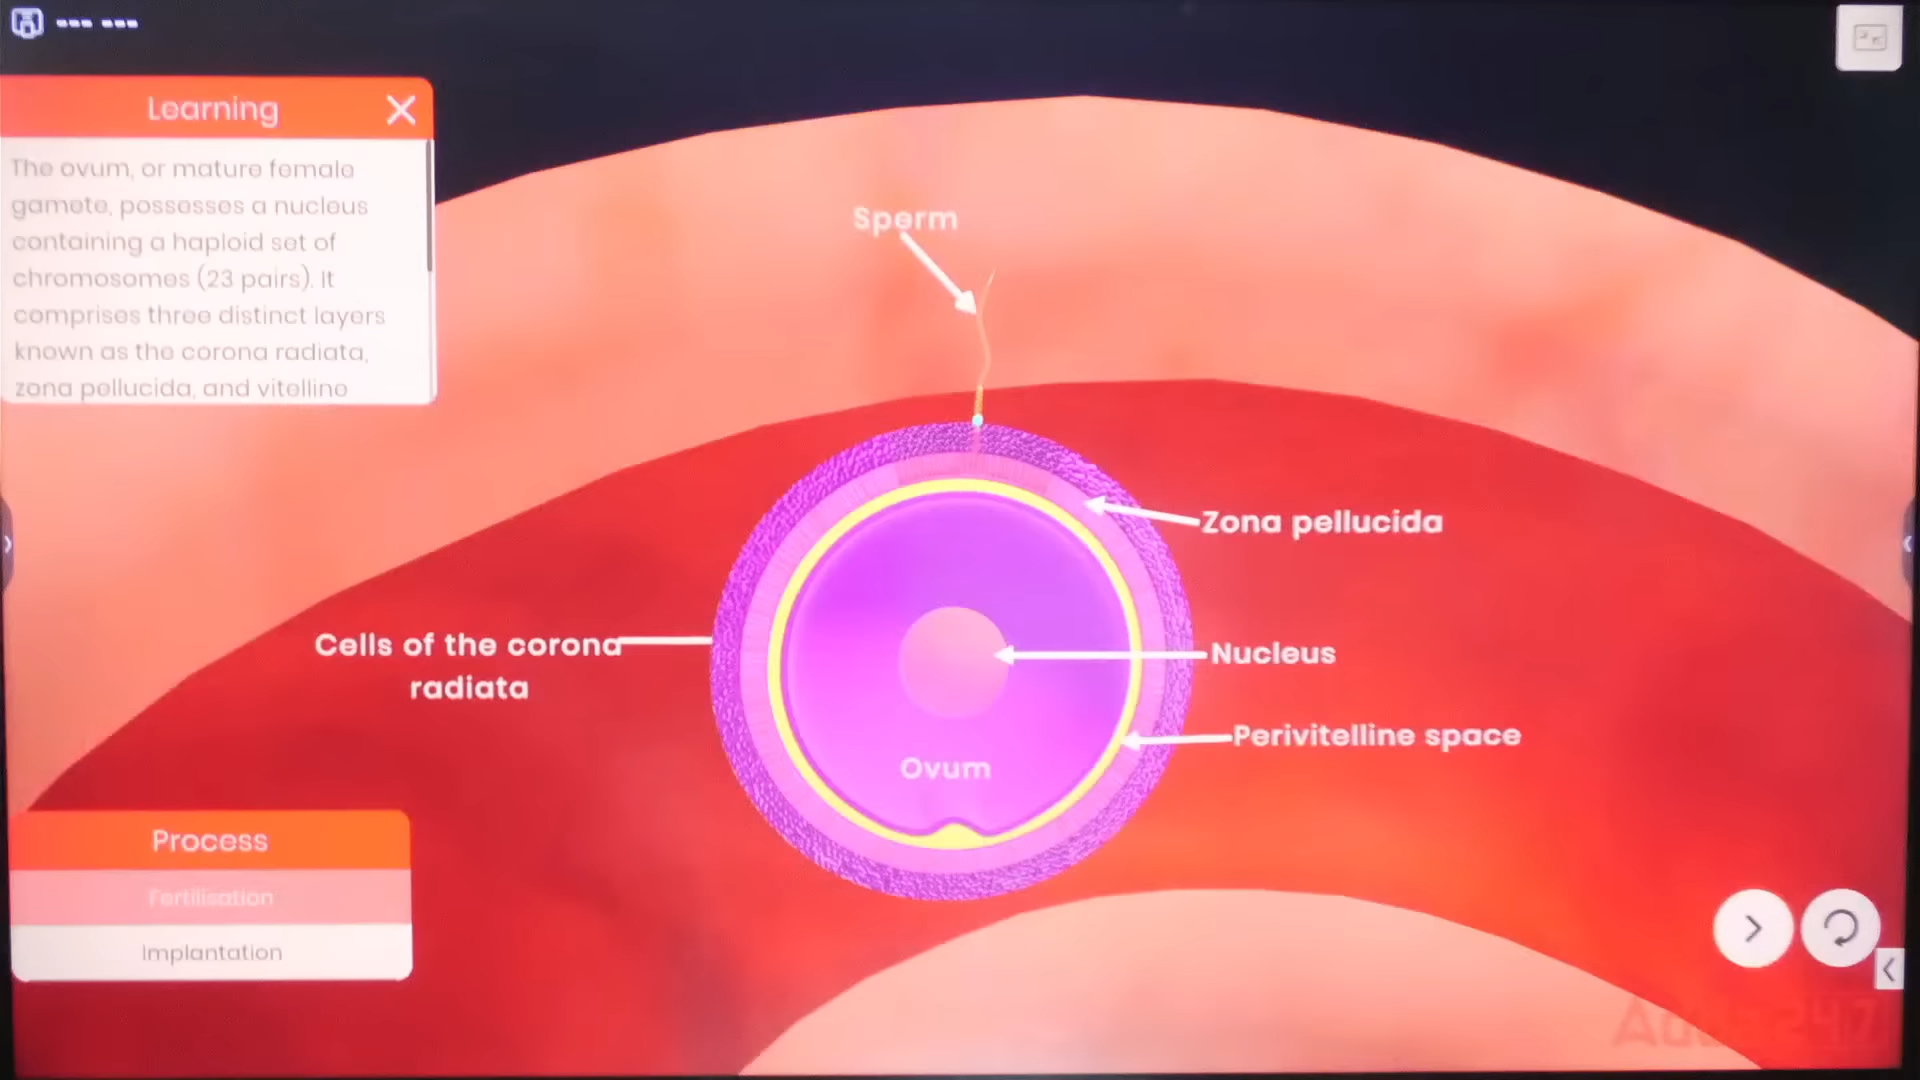 Learning
The ovum, or mature female
gamete, possesses a nucleus
containing a haploid set of
chromosomes (23 pairs). It
comprises three distinct layers
known as the corona radiata,
zona pellucida, and vitelline
Sperm
Zona pellucida
Cells of the corona
radiata
Nucleus
Perivitelline space
Ovum
Process
Fertilisation
Implantation
Adda247